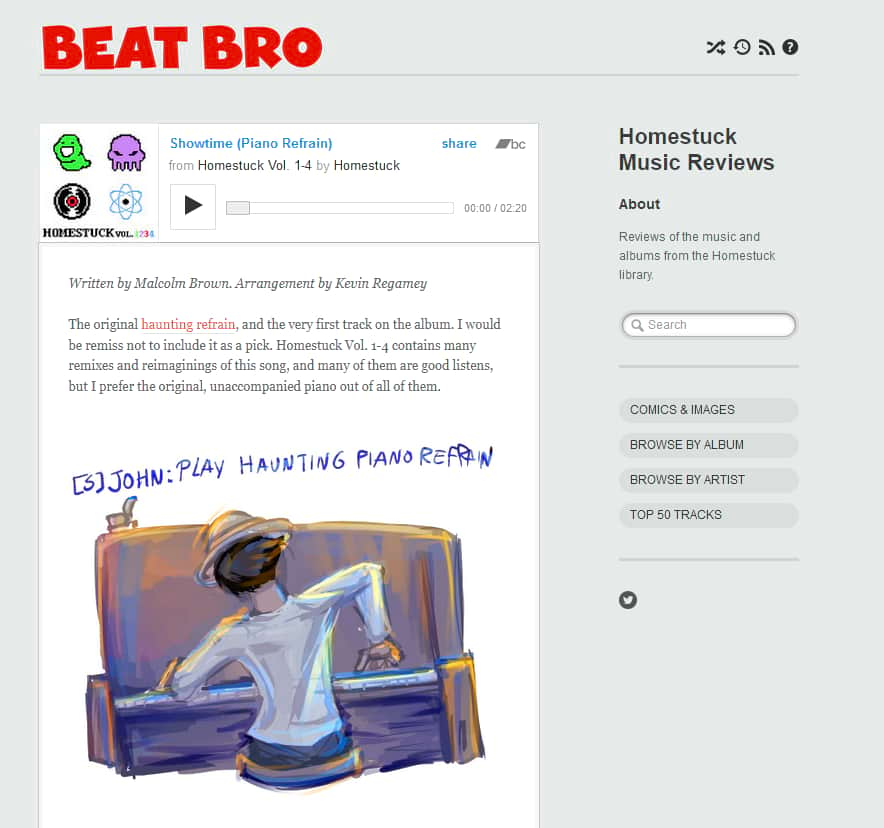 BEAT BRO
Showtime (Piano Refrain)
share
bc
from Homestuck Vol. 1-4 by Homestuck
00:00 / 02:20
HOMESTUCK VOL. 1234
Written by Malcolm Brown. Arrangement by Kevin Regamey
The original haunting refrain, and the very first track on the album. I would
be remiss not to include it as a pick. Homestuck Vol. 1-4 contains many
remixes and reimaginings of this song, and many of them are good listens,
but I prefer the original, unaccompanied piano out of all of them.
[S] JOHN: PLAY HAUNTING PIANO REFRAIN
Homestuck
Music Reviews
About
Reviews of the music and
albums from the Homestuck
library.
Search
COMICS & IMAGES
BROWSE BY ALBUM
BROWSE BY ARTIST
TOP 50 TRACKS